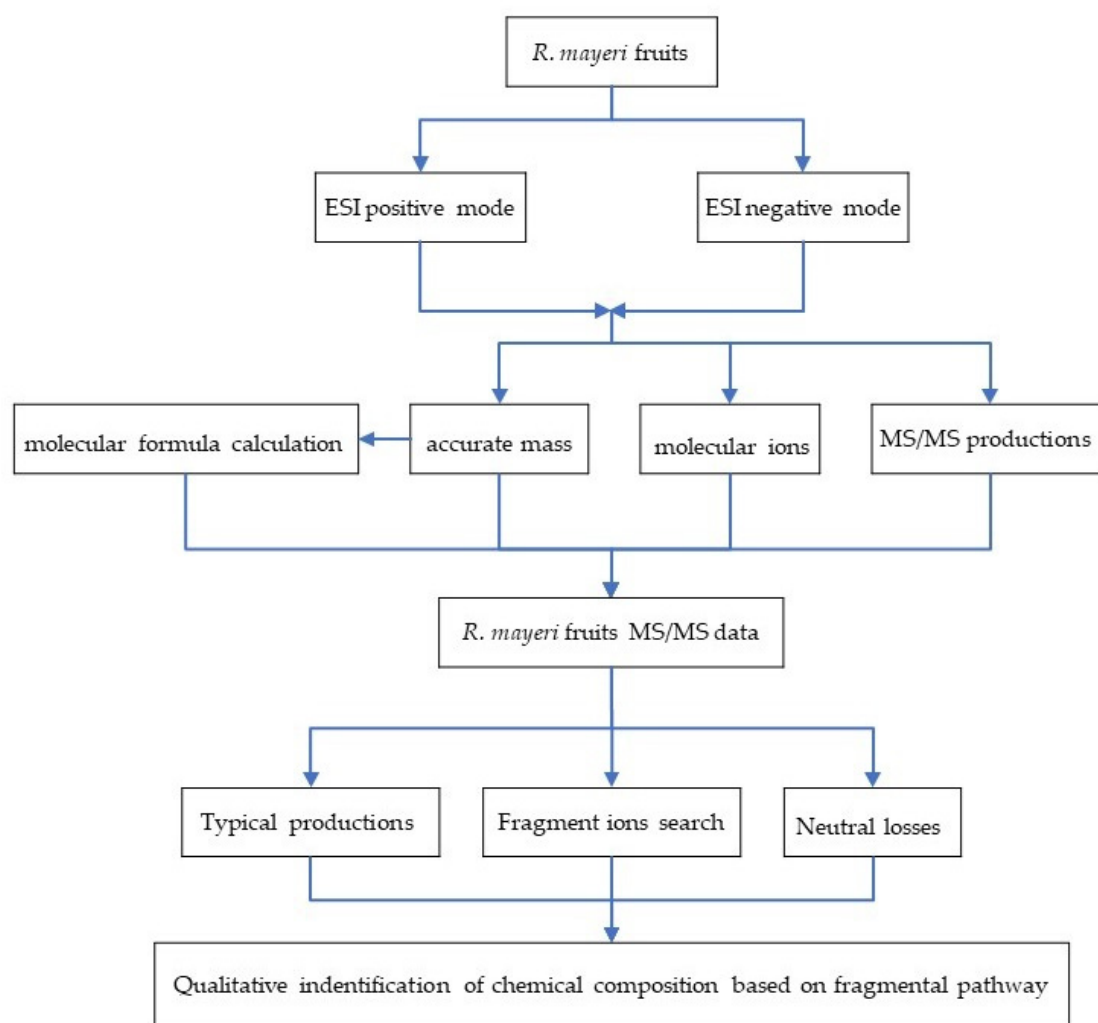 R. mayeri fruits
ESI positive mode
ESI negative mode
molecular formula calculation
accurate mass
molecular ions
MS/MS productions
R. mayeri fruits MS/MS data
Typical productions
Fragment ions search
Neutral losses
Qualitative indentification of chemical composition based on fragmental pathway